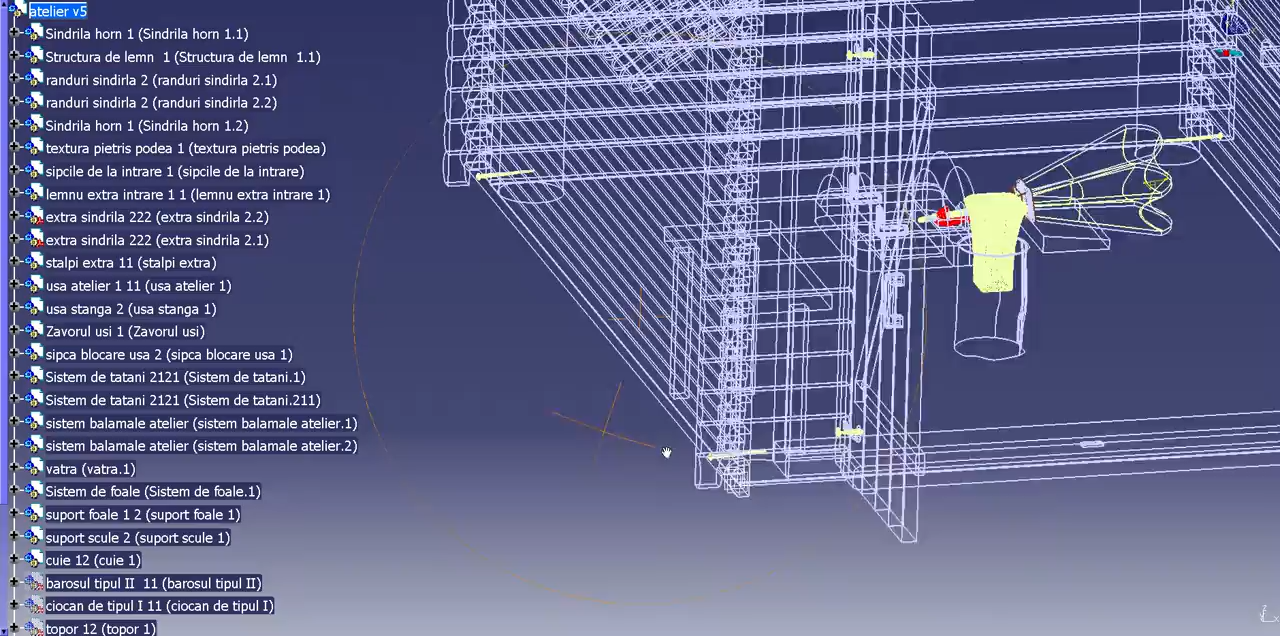 atelier v5
Sindrila horn 1 (Sindrila horn 1.1)
Structura de lemn  1 (Structura de lemn  1.1)
randuri sindirla 2 (randuri sindirla 2.1)
randuri sindirla 2 (randuri sindirla 2.2)
Sindrila horn 1 (Sindrila horn 1.2)
textura pietris podea 1 (textura pietris podea)
sipcile de la intrare 1 (sipcile de la intrare)
lemnu extra intrare 1 1 (lemnu extra intrare 1)
extra sindrila 222 (extra sindrila 2.2)
extra sindrila 222 (extra sindrila 2.1)
stalpi extra 11 (stalpi extra)
usa atelier 1 11 (usa atelier 1)
usa stanga 2 (usa stanga 1)
Zavorul usi 1 (Zavorul usi)
sipca blocare usa 2 (sipca blocare usa 1)
Sistem de tatani 2121 (Sistem de tatani.1)
Sistem de tatani 2121 (Sistem de tatani.211)
sistem balamale atelier (sistem balamale atelier.1)
sistem balamale atelier (sistem balamale atelier.2)
vatra (vatra.1)
Sistem de foale (Sistem de foale.1)
suport foale 1 2 (suport foale 1)
suport scule 2 (suport scule 1)
cuie 12 (cuie 1)
barosul tipul II  11 (barosul tipul II)
ciocan de tipul I 11 (ciocan de tipul I)
topor 12 (topor 1)